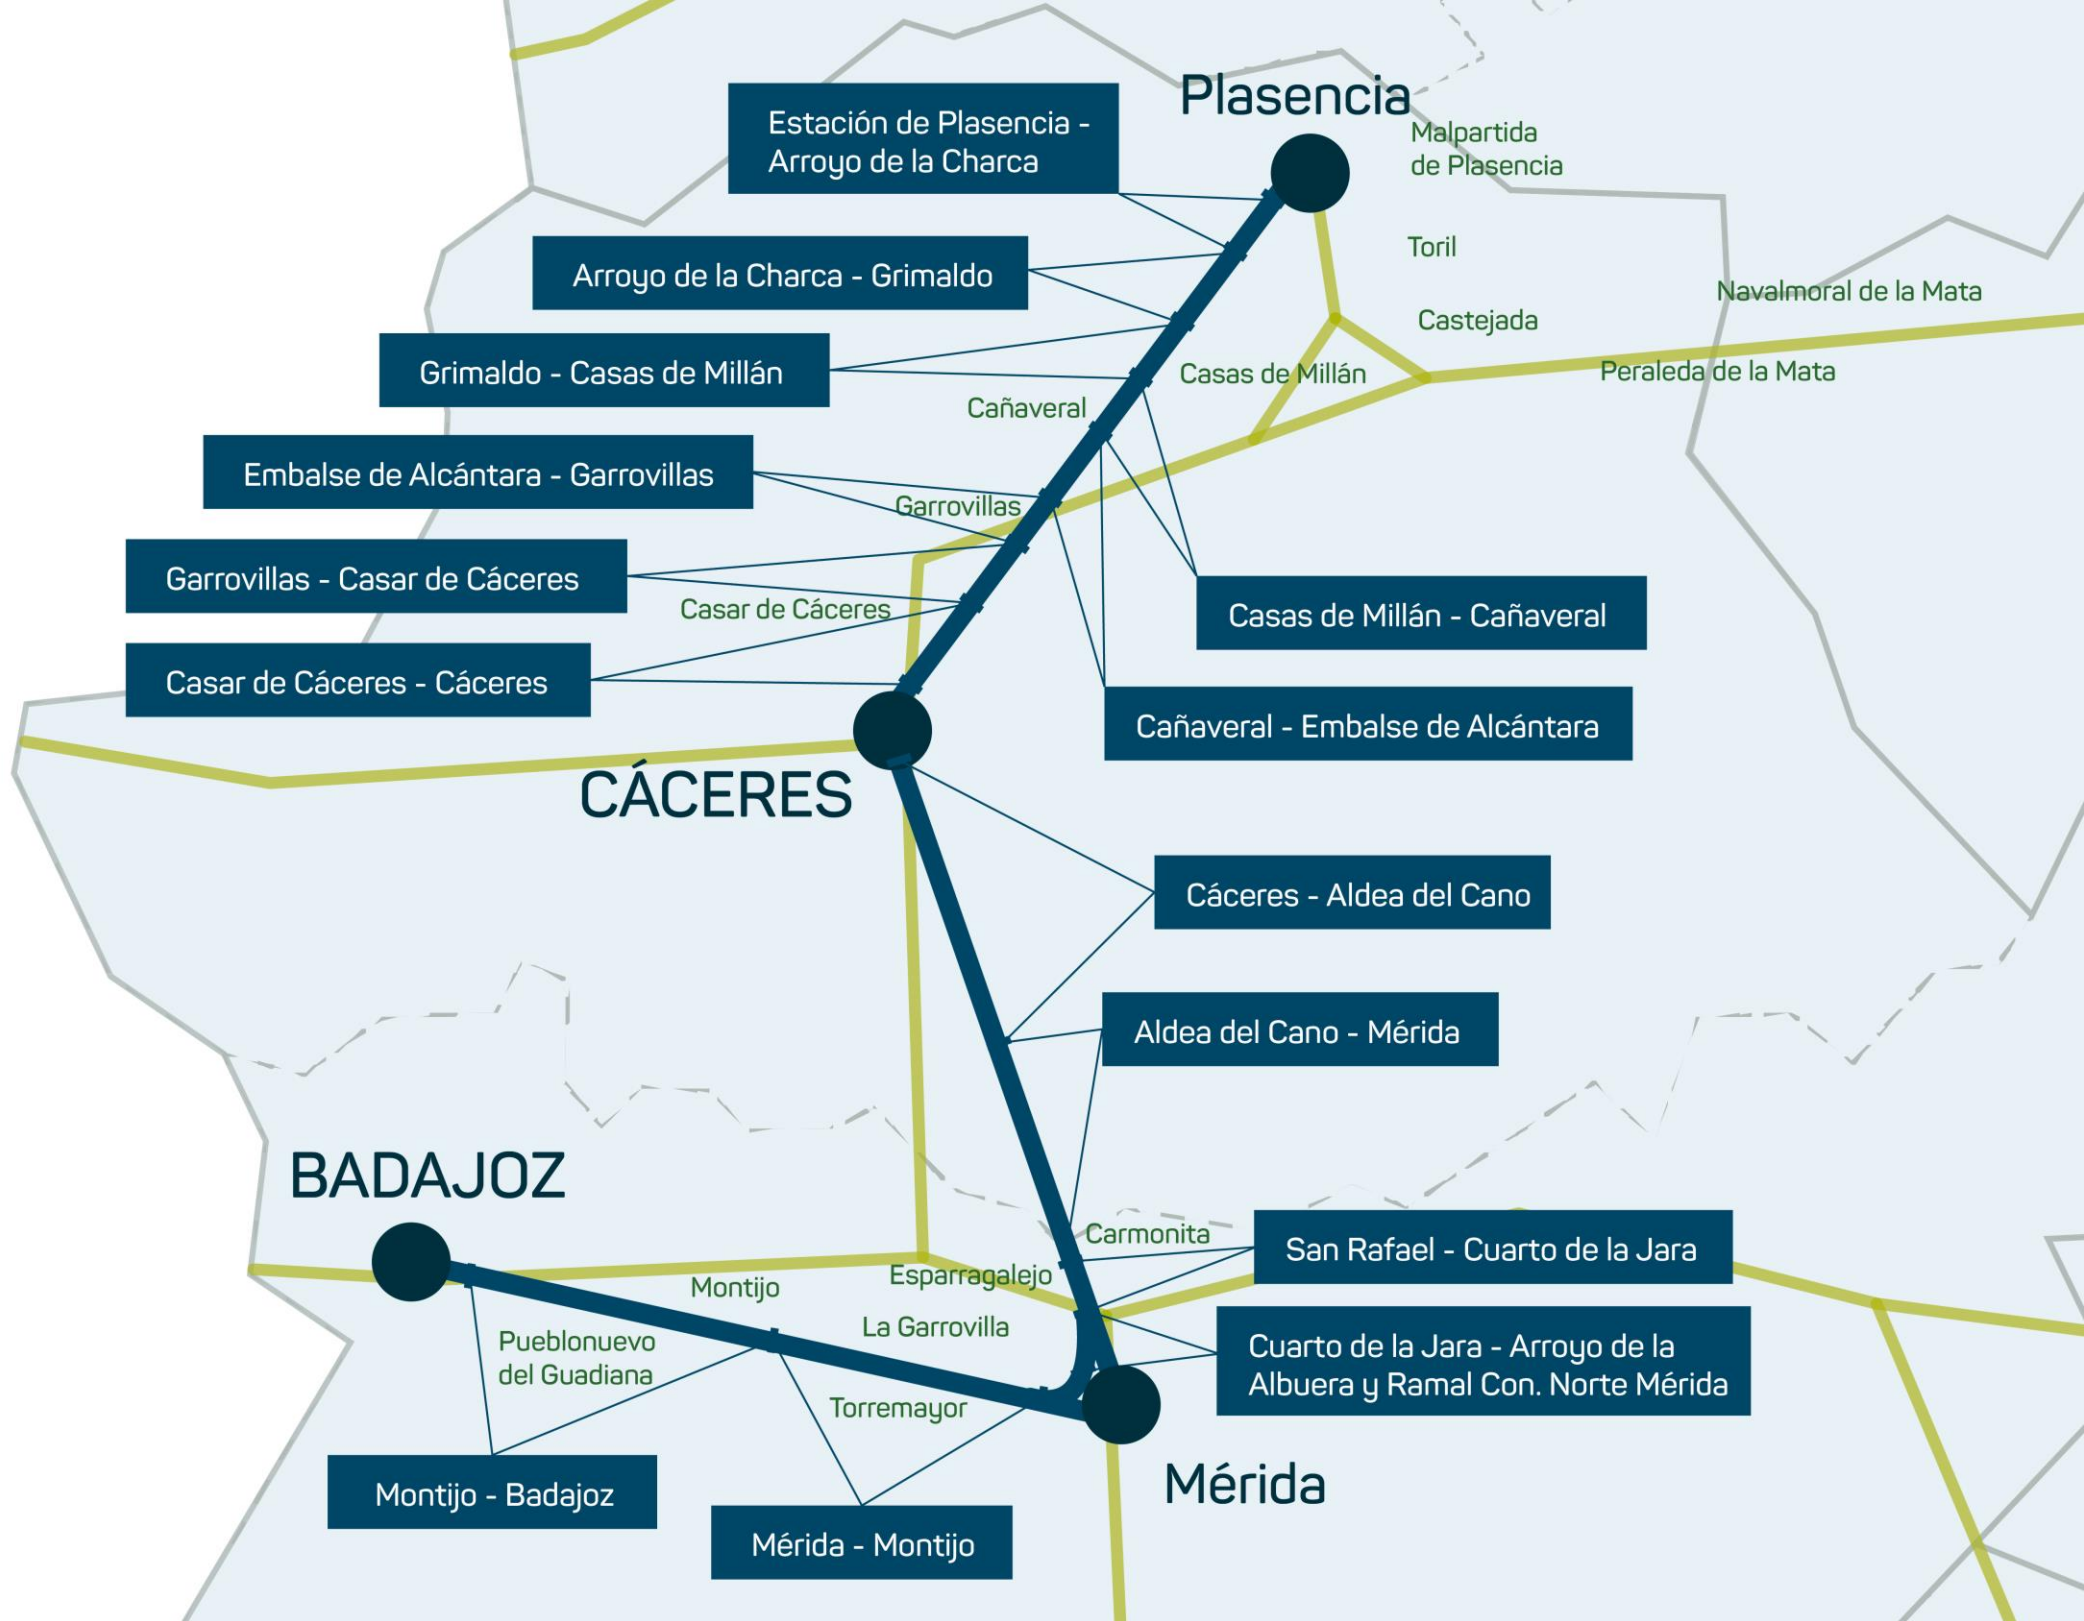 Plasencia
Estación de Plasencia -
Arroyo de la Charca
Malpartida
de Plasencia
Toril
Arroyo de la Charca - Grimaldo
Navalmoral de la Mata
Castejada
Grimaldo - Casas de Millán
Casas de Millán
Peraleda de la Mata
Cañaveral
Embalse de Alcántara - Garrovillas
Garrovillas
Garrovillas - Casar de Cáceres
Casar de Cáceres
Casas de Millán - Cañaveral
Casar de Cáceres - Cáceres
Cañaveral - Embalse de Alcántara
CÁCERES
Cáceres - Aldea del Cano
Aldea del Cano - Mérida
BADAJOZ
Carmonita
San Rafael - Cuarto de la Jara
Esparragalejo
Montijo
La Garrovilla
Pueblonuevo
del Guadiana
Cuarto de la Jara - Arroyo de la
Albuera y Ramal Con. Norte Mérida
Torremayor
Mérida
Montijo - Badajoz
Mérida - Montijo